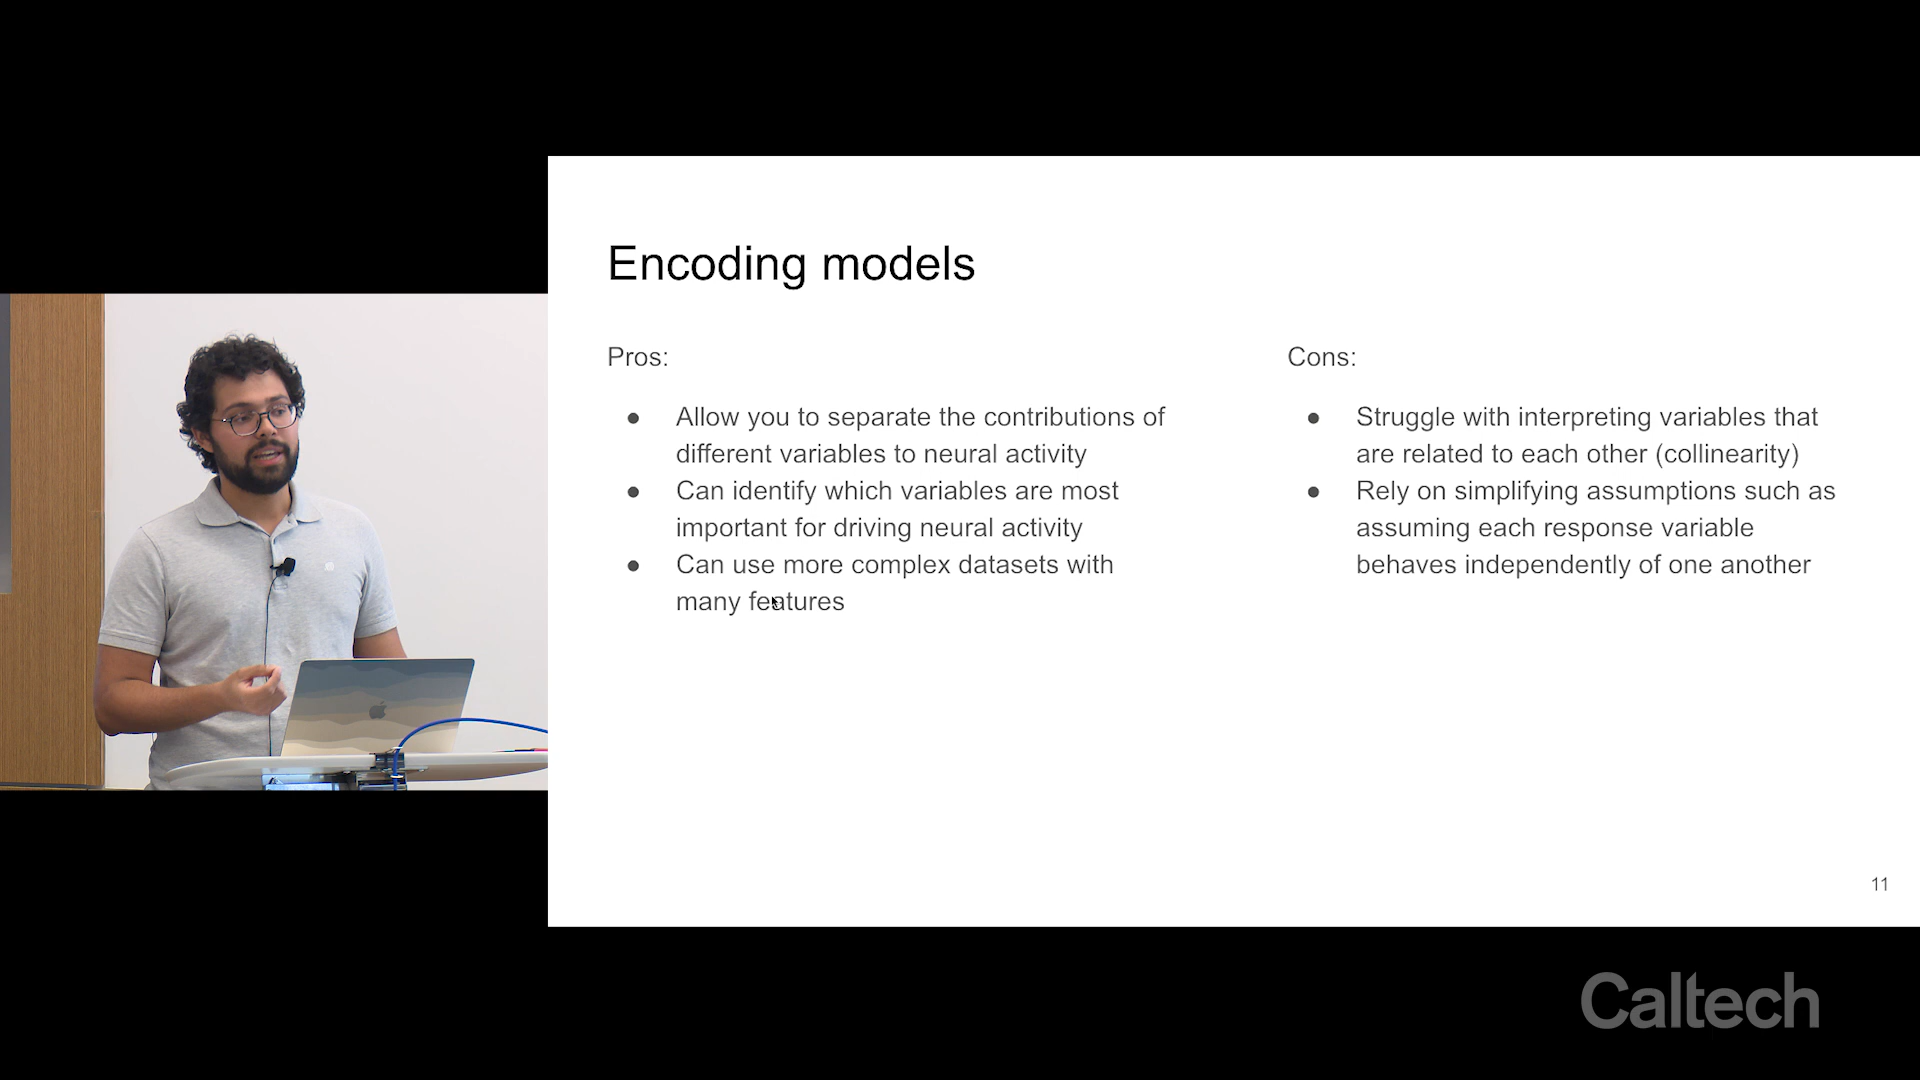 Encoding models
Pros:
● Allow you to separate the contributions of
different variables to neural activity
● Can identify which variables are most
important for driving neural activity
● Can use more complex datasets with
many features
Cons:
● Struggle with interpreting variables that
are related to each other (collinearity)
● Rely on simplifying assumptions such as
assuming each response variable
behaves independently of one another
11
Caltech